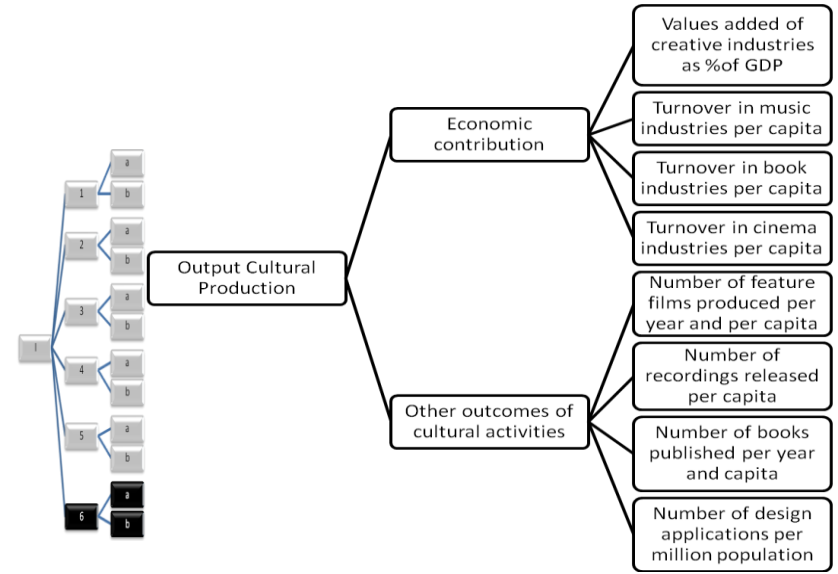 I
1
a
b
2
a
b
3
a
b
4
a
b
5
a
b
6
a
b
Output Cultural
Production
Economic
contribution
Values added of
creative industries
as %of GDP
Turnover in music
industries per capita
Turnover in book
industries per capita
Turnover in cinema
industries per capita
Other outcomes of
cultural activities
Number of feature
films produced per
year and per capita
Number of
recordings released
per capita
Number of books
published per year
and capita
Number of design
applications per
million population